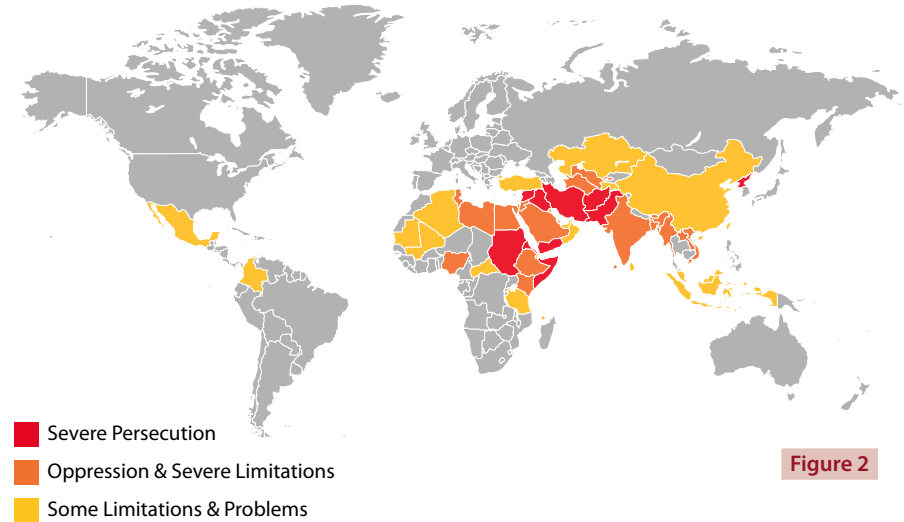 Severe Persecution
Oppression & Severe Limitations
Some Limitations & Problems
Figure 2